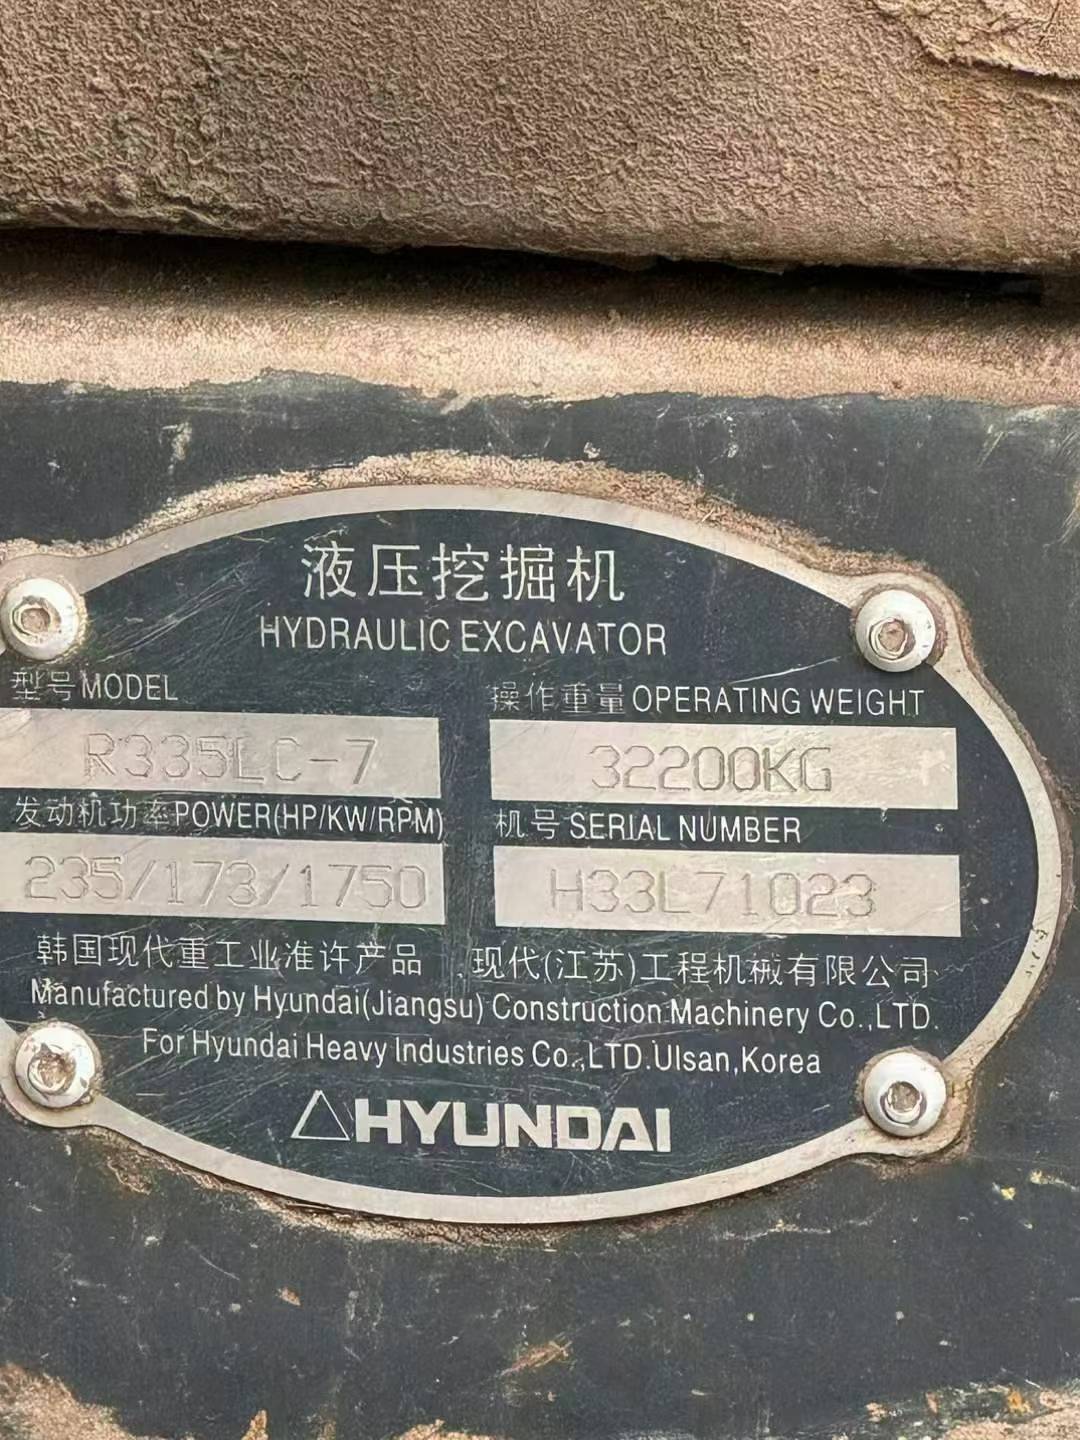 液压挖掘机
HYDRAULIC EXCAVATOR
型号 MODEL
R335LC-7
操作重量 OPERATING WEIGHT
32200KG
发动机功率 POWER(HP/KW/RPM)
235/173/1750
机号 SERIAL NUMBER
H33L71023
韩国现代重工业准许产品 现代(江苏)工程机械有限公司
Manufactured by Hyundai(Jiangsu) Construction Machinery Co.,LTD.
For Hyundai Heavy Industries Co.,LTD.Ulsan,Korea
HYUNDAI